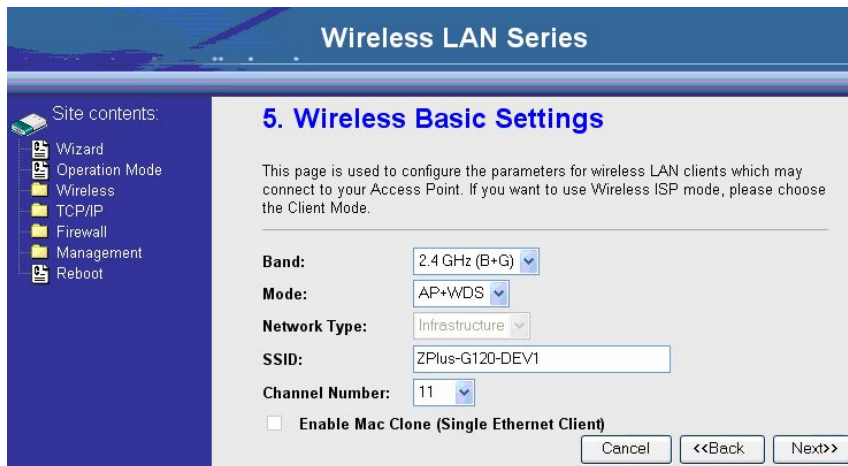 Wireless LAN Series
Site contents:
Wizard
Operation Mode
Wireless
TCP/IP
Firewall
Management
Reboot
5. Wireless Basic Settings
This page is used to configure the parameters for wireless LAN clients which may
connect to your Access Point. If you want to use Wireless ISP mode, please choose
the Client Mode.
Band: 2.4 GHz (B+G)
Mode: AP+WDS
Network Type: Infrastructure
SSID: ZPlus-G120-DEV1
Channel Number: 11
Enable Mac Clone (Single Ethernet Client)
Cancel <<Back Next>>